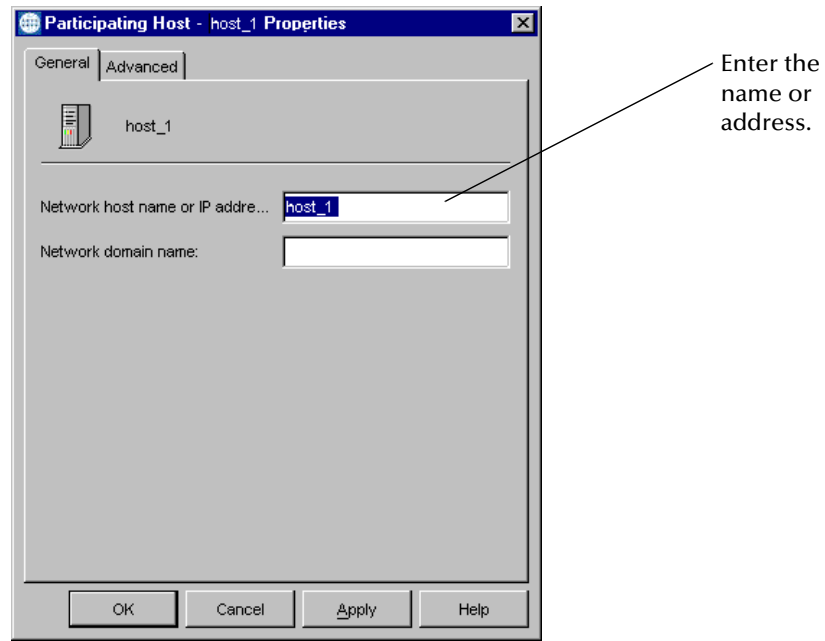 Participating Host - host_1 Properties
General Advanced
host_1
Network host name or IP addre... host_1
Network domain name:
OK Cancel Apply Help
Enter the
name or
address.